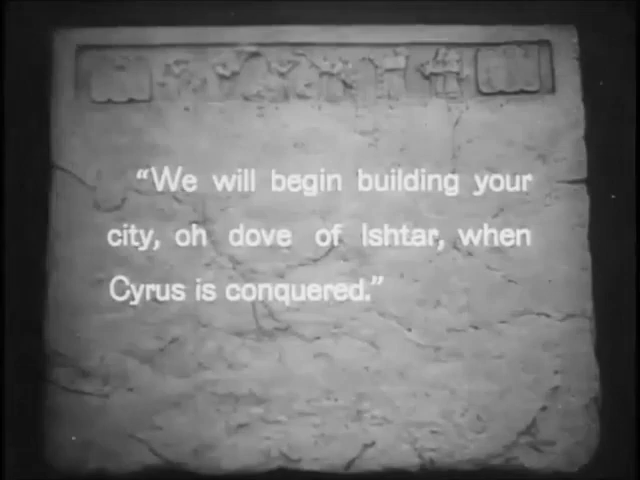 “We will begin building your
city, oh dove of Ishtar, when
Cyrus is conquered.”